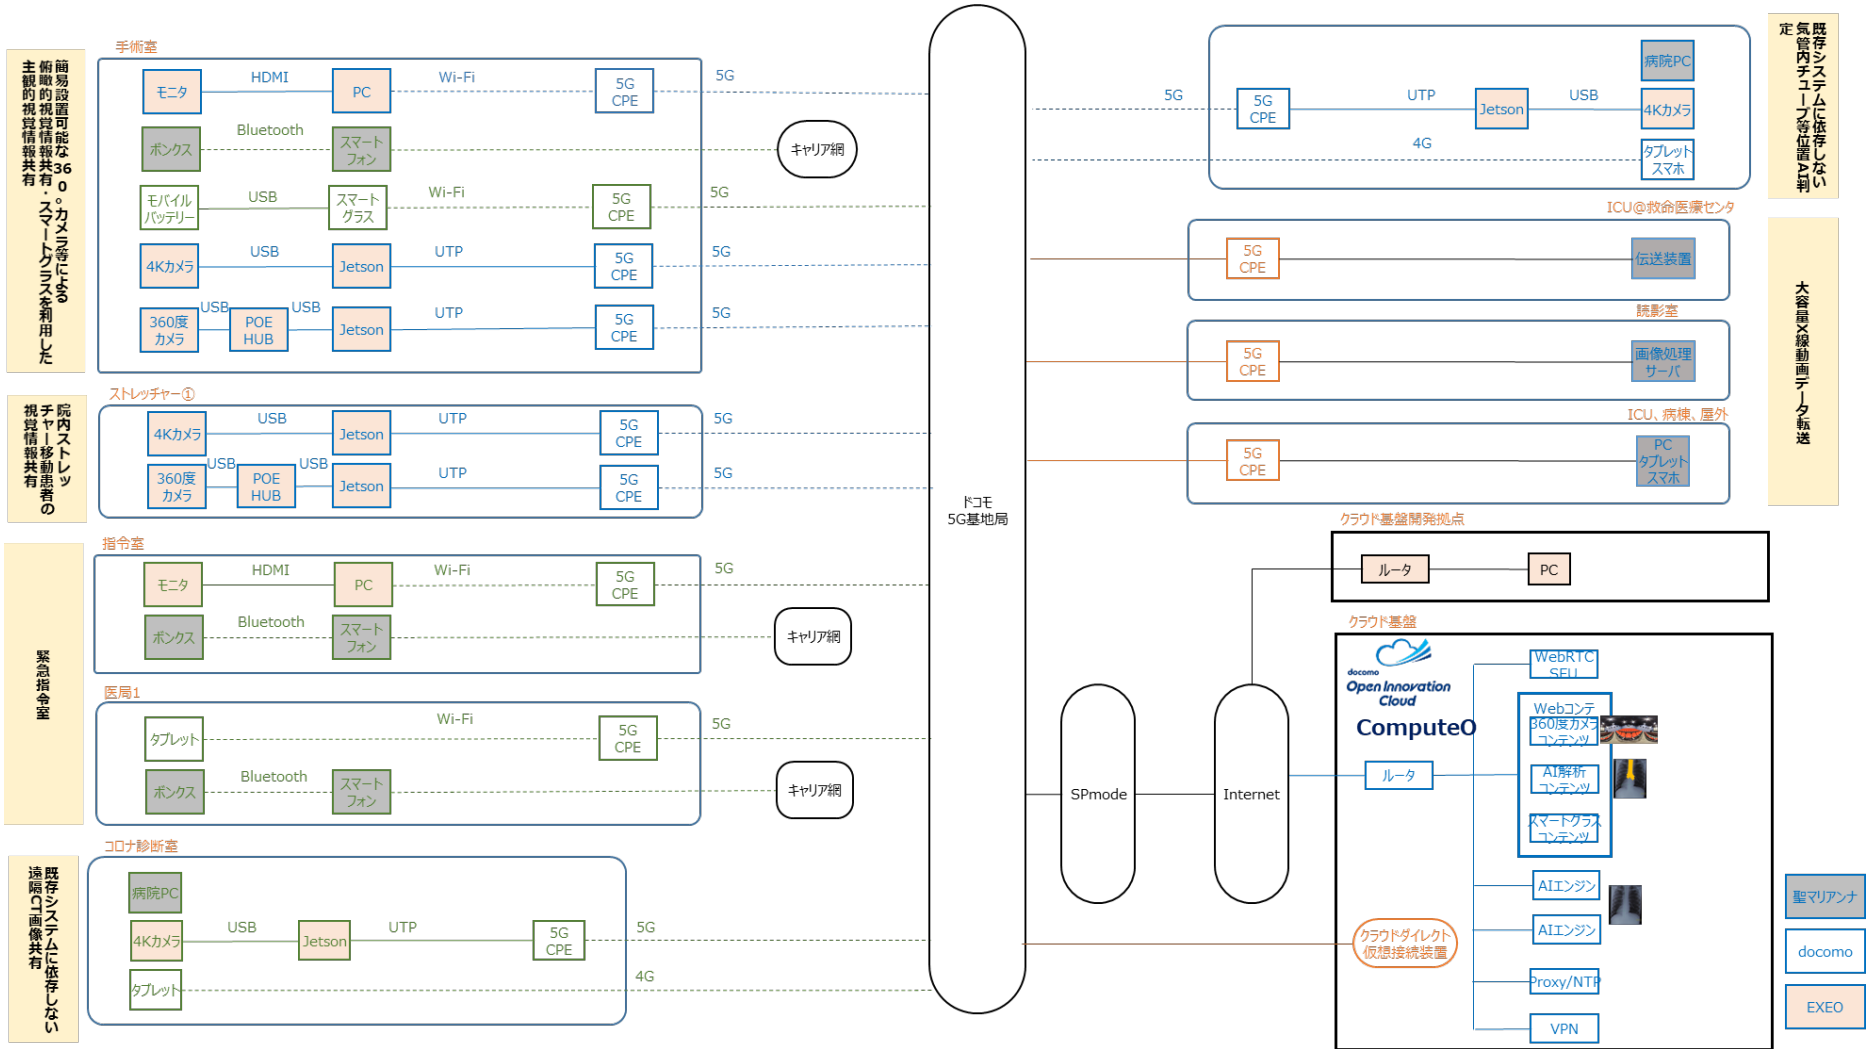 簡易設置可能な360°カメラ等による
俯瞰的視覚情報共有・スマートグラスを利用した
主観的視覚情報共有
手術室
モニタ
HDMI
PC
Wi-Fi
5G
CPE
5G
ボンクス
Bluetooth
スマート
フォン
キャリア網
モバイル
バッテリー
USB
スマート
グラス
Wi-Fi
5G
CPE
5G
4Kカメラ
USB
Jetson
UTP
5G
CPE
5G
360度
カメラ
USB
POE
HUB
USB
Jetson
UTP
5G
CPE
5G
院内ストレッ
チャー移動患者の
視覚情報共有
ストレッチャー①
4Kカメラ
USB
Jetson
UTP
5G
CPE
5G
360度
カメラ
USB
POE
HUB
USB
Jetson
UTP
5G
CPE
5G
緊急指令室
指令室
モニタ
HDMI
PC
Wi-Fi
5G
CPE
5G
ボンクス
Bluetooth
スマート
フォン
キャリア網
医局1
タブレット
Wi-Fi
5G
CPE
5G
ボンクス
Bluetooth
スマート
フォン
キャリア網
既存システムに依存しない
遠隔CT画像共有
コロナ診断室
病院PC
4Kカメラ
USB
Jetson
UTP
5G
CPE
5G
タブレット
4G
ドコモ
5G基地局
SPmode
Internet
既存システムに依存しない
気管内チューブ等位置AI判
定
5G
5G
CPE
UTP
Jetson
USB
病院PC
4Kカメラ
4G
タブレット
スマホ
大容量X線動画データ転送
ICU@救命医療センタ
5G
CPE
伝送装置
読影室
5G
CPE
画像処理
サーバ
ICU、病棟、屋外
5G
CPE
PC
タブレット
スマホ
クラウド基盤開発拠点
ルータ
PC
クラウド基盤
docomo
Open Innovation
Cloud
ComputeO
ルータ
WebRTC
SFU
Webコンテ
360度カメラ
コンテンツ
AI解析
コンテンツ
スマートグラス
コンテンツ
AIエンジン
AIエンジン
Proxy/NTP
VPN
クラウドダイレクト
仮想接続装置
聖マリアンナ
docomo
EXEO